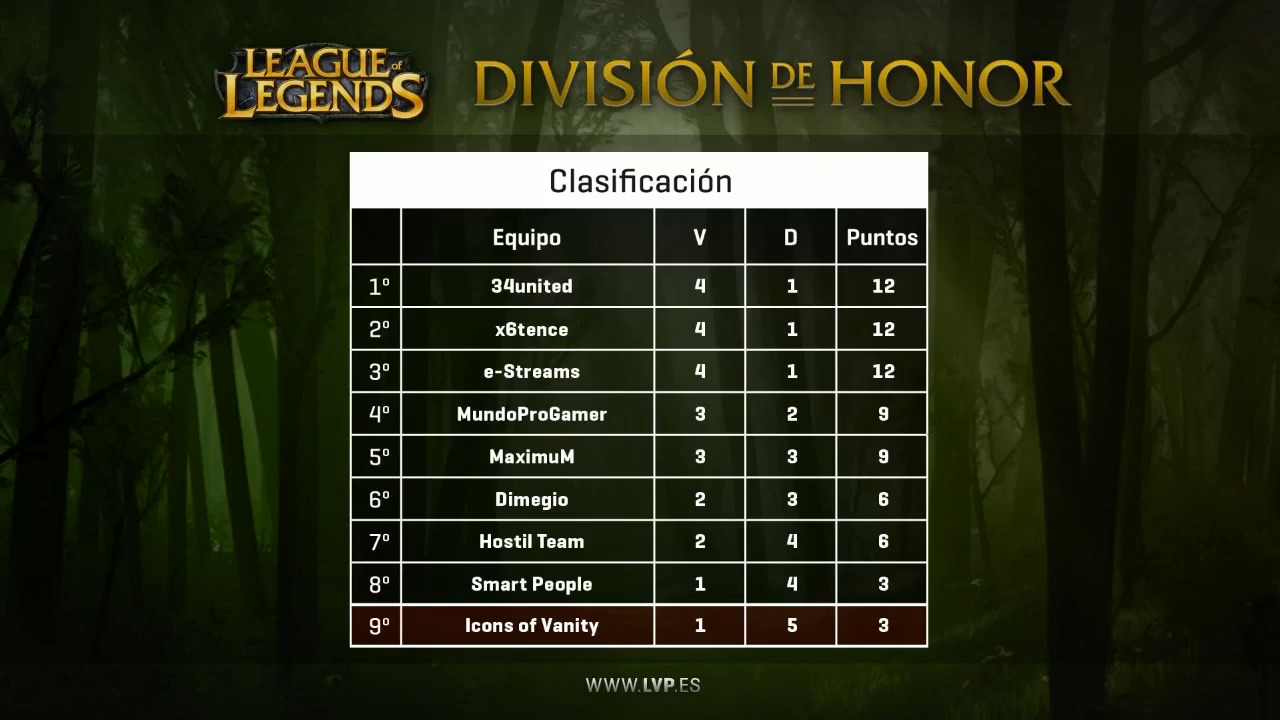 LEAGUE of LEGENDS
DIVISIÓN DE HONOR
Clasificación
Equipo V D Puntos
1º 34united 4 1 12
2º x6tence 4 1 12
3º e-Streams 4 1 12
4º MundoProGamer 3 2 9
5º MaximuM 3 3 9
6º Dimegio 2 3 6
7º Hostil Team 2 4 6
8º Smart People 1 4 3
9º Icons of Vanity 1 5 3
WWW.LVP.ES